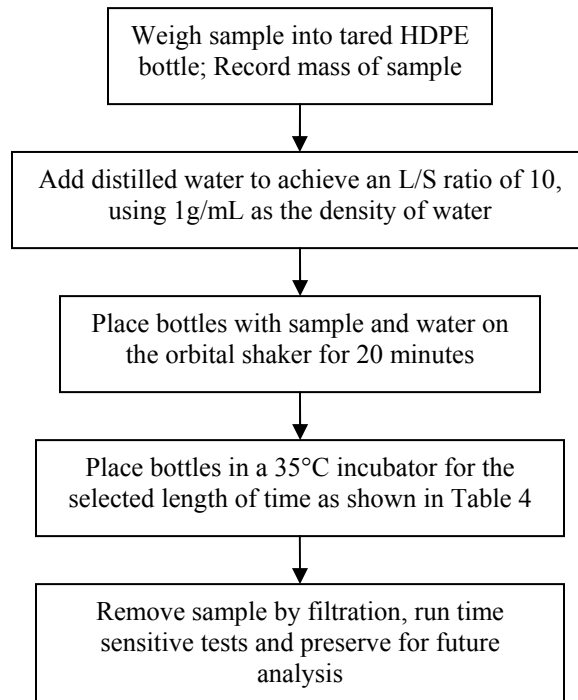 Weigh sample into tared HDPE
bottle; Record mass of sample
Add distilled water to achieve an L/S ratio of 10,
using 1g/mL as the density of water
Place bottles with sample and water on
the orbital shaker for 20 minutes
Place bottles in a 35°C incubator for the
selected length of time as shown in Table 4
Remove sample by filtration, run time
sensitive tests and preserve for future
analysis